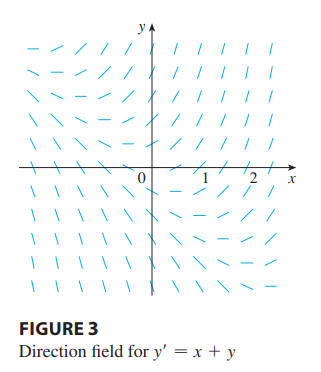 y
0 1 2 x
FIGURE 3
Direction field for y′ = x + y